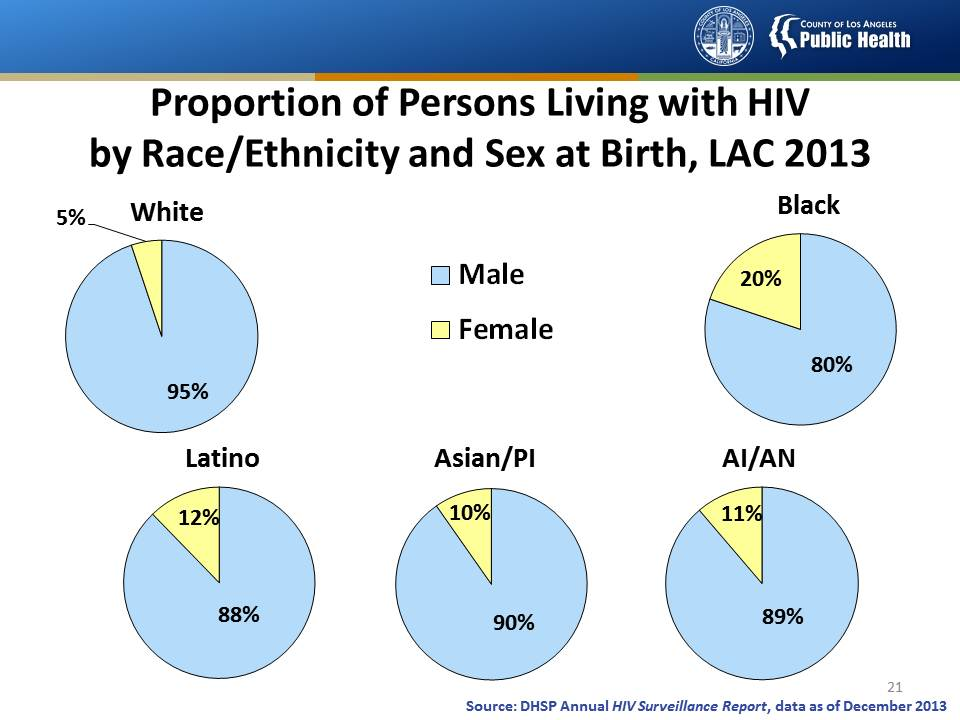 County of Los Angeles
Public Health
Proportion of Persons Living with HIV
by Race/Ethnicity and Sex at Birth, LAC 2013
5%
White
95%
Male
Female
Black
20%
80%
Latino
12%
88%
Asian/PI
10%
90%
AI/AN
11%
89%
21
Source: DHSP Annual HIV Surveillance Report, data as of December 2013